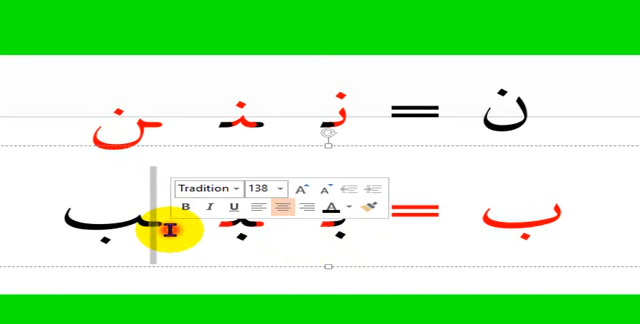 ن = نـ ـنـ ـن
Tradition 138 A A
B I U A
ب = بـ ـبـ ـب